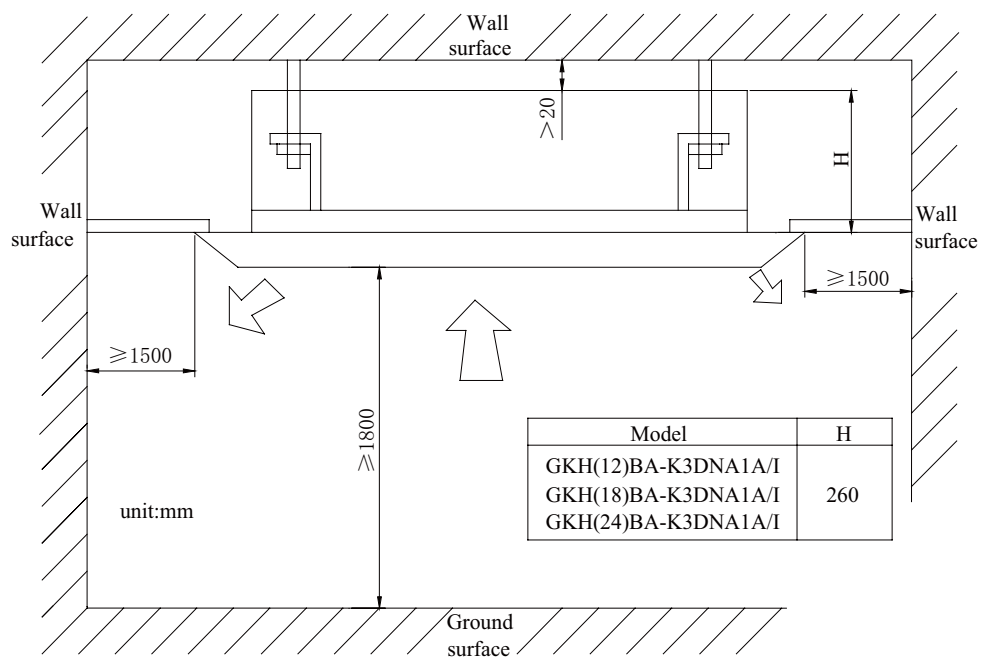 Wall
surface
>20
H
Wall
surface
Wall
surface
≥1500
≥1500
≥1800
Model H
GKH(12)BA-K3DNA1A/I
GKH(18)BA-K3DNA1A/I 260
GKH(24)BA-K3DNA1A/I
unit:mm
Ground
surface